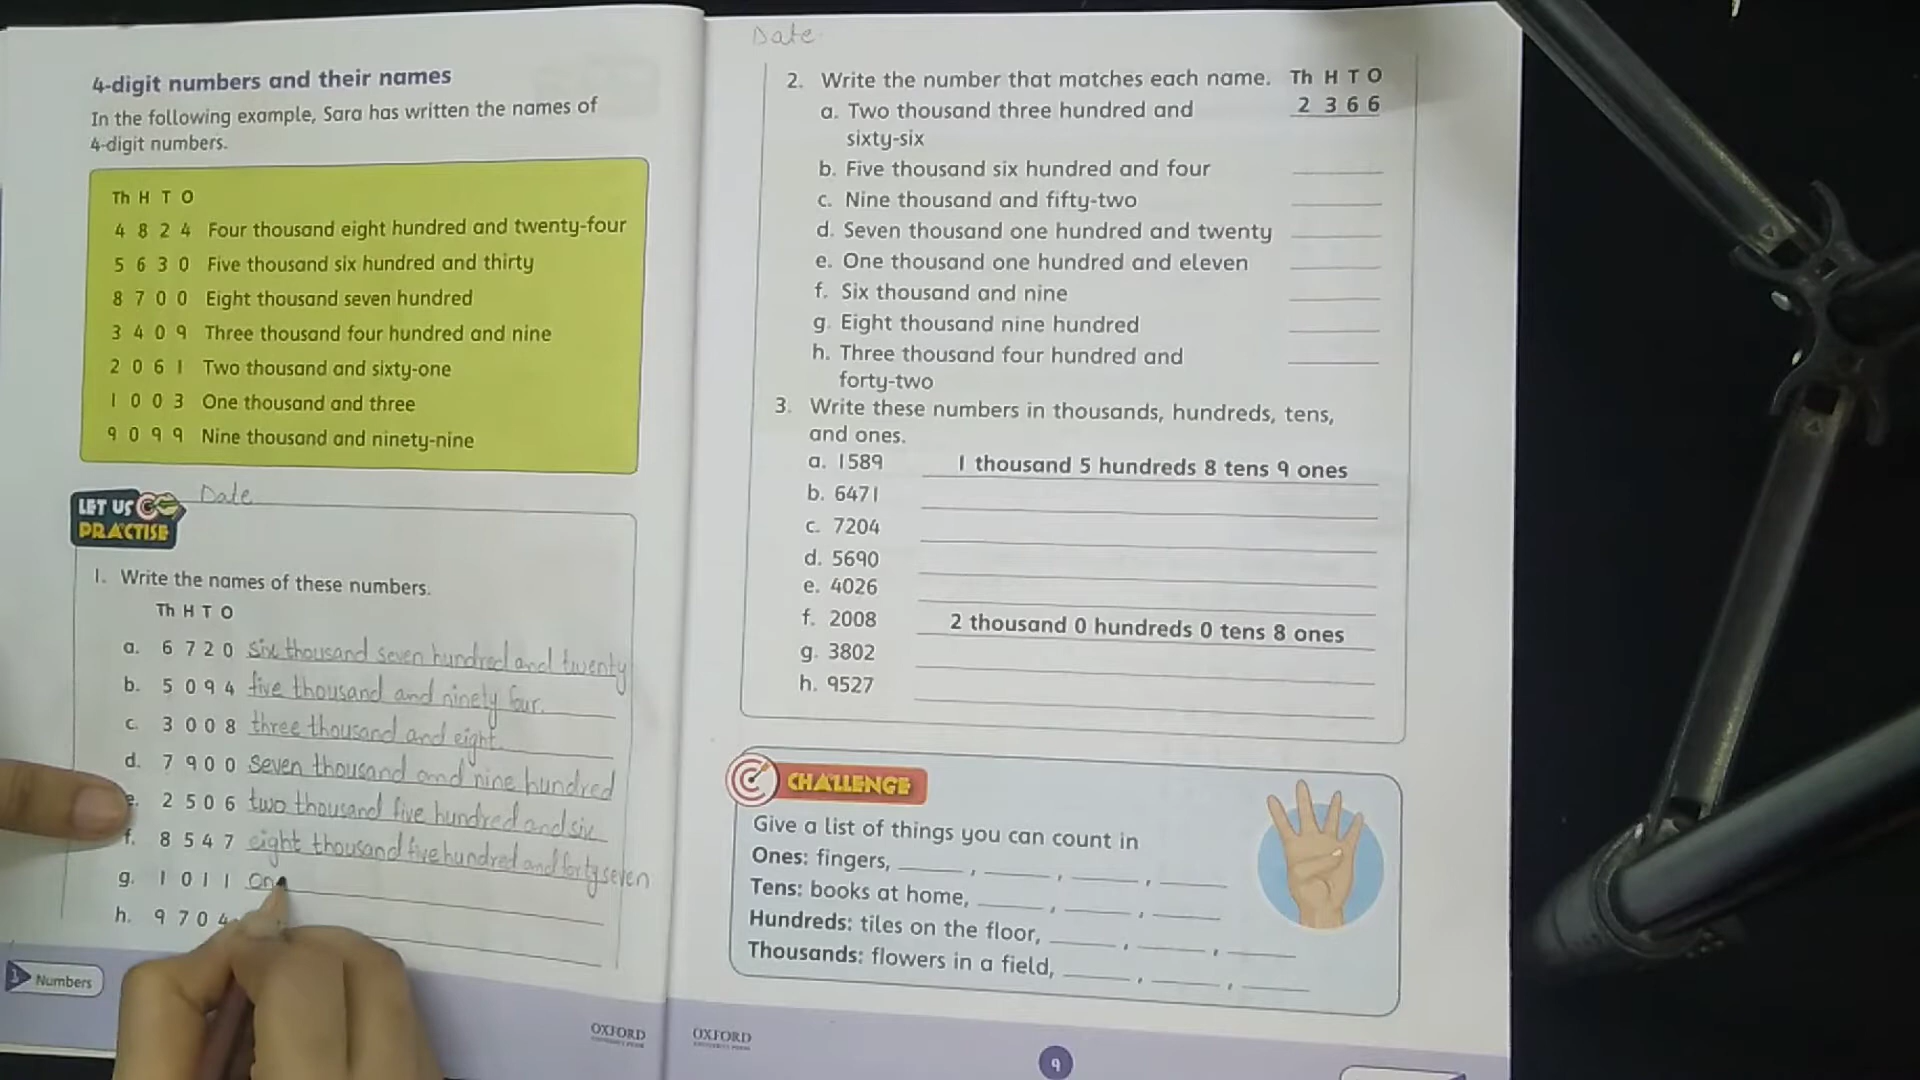 4-digit numbers and their names
In the following example, Sara has written the names of
4-digit numbers.
Th H T O
4 8 2 4 Four thousand eight hundred and twenty-four
5 6 3 0 Five thousand six hundred and thirty
8 7 0 0 Eight thousand seven hundred
3 4 0 9 Three thousand four hundred and nine
2 0 6 1 Two thousand and sixty-one
1 0 0 3 One thousand and three
9 0 9 9 Nine thousand and ninety-nine
Date
LET US
PRACTISE
1. Write the names of these numbers.
Th H T O
a. 6 7 2 0 six thousand seven hundred and twenty
b. 5 0 9 4 five thousand and ninety four.
c. 3 0 0 8 three thousand and eight.
d. 7 9 0 0 Seven thousand and nine hundred
e. 2 5 0 6 two thousand five hundred and six
f. 8 5 4 7 eight thousand five hundred and forty seven
g. 1 0 1 1 on
h. 9 7 0 4
Numbers
OXFORD
Date
2. Write the number that matches each name. Th H T O
a. Two thousand three hundred and 2 3 6 6
sixty-six
b. Five thousand six hundred and four
c. Nine thousand and fifty-two
d. Seven thousand one hundred and twenty
e. One thousand one hundred and eleven
f. Six thousand and nine
g. Eight thousand nine hundred
h. Three thousand four hundred and
forty-two
3. Write these numbers in thousands, hundreds, tens,
and ones.
a. 1589 1 thousand 5 hundreds 8 tens 9 ones
b. 6471
c. 7204
d. 5690
e. 4026
f. 2008 2 thousand 0 hundreds 0 tens 8 ones
g. 3802
h. 9527
CHALLENGE
Give a list of things you can count in
Ones: fingers, ______, ______, ______, ______
Tens: books at home, ______, ______, ______
Hundreds: tiles on the floor, ______, ______, ______
Thousands: flowers in a field, ______, ______, ______
OXFORD
9